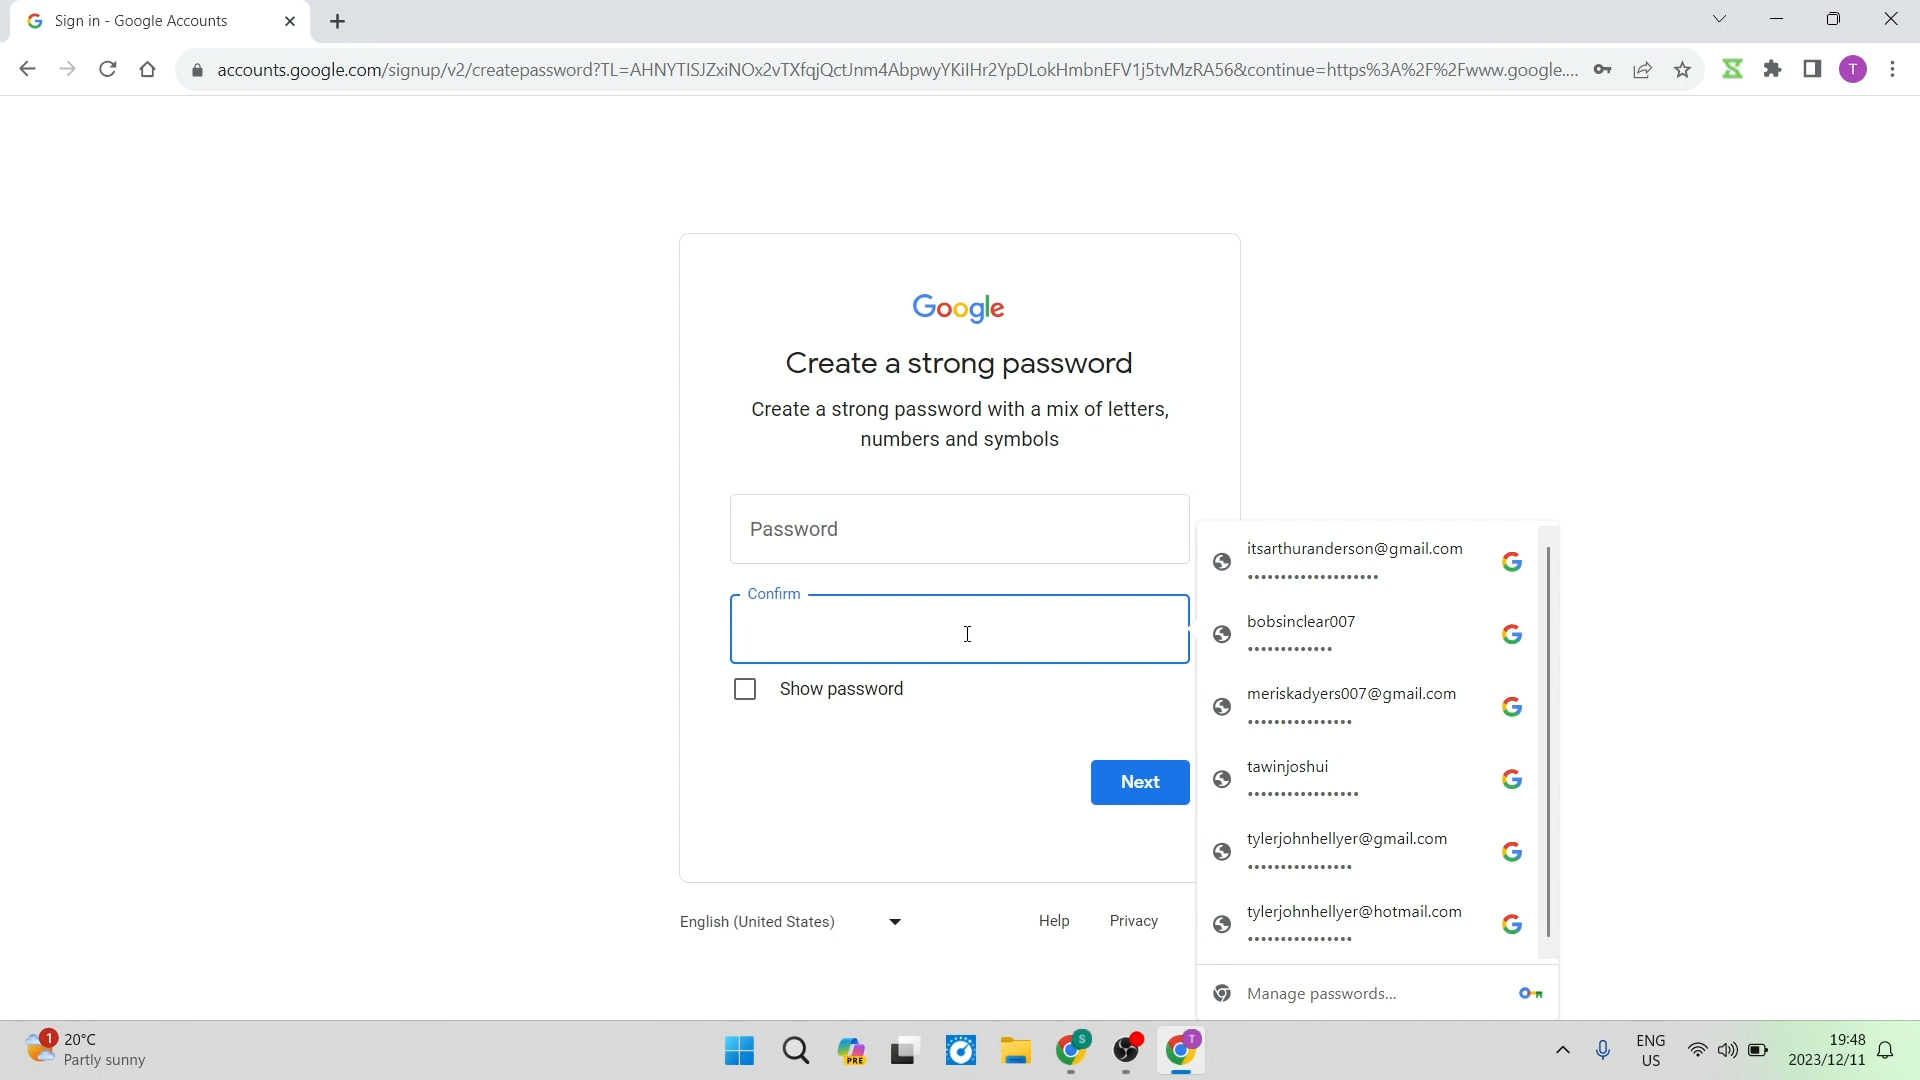 Sign in - Google Accounts
accounts.google.com/signup/v2/createpassword?TL=AHNYTISJZxiNOx2vTXfqjQctJnm4AbpwyYKilHr2YpDLokHmbnEFV1j5tvMzRA56&continue=https%3A%2F%2Fwww.google....
T
Google
Create a strong password
Create a strong password with a mix of letters,
numbers and symbols
Password
Confirm
Show password
Next
English (United States)
Help
Privacy
itsarthuranderson@gmail.com
••••••••••••••••••••
bobsinclear007
•••••••••••••
meriskadyers007@gmail.com
••••••••••••••••
tawinjoshui
•••••••••••••••••
tylerjohnhellyer@gmail.com
••••••••••••••••
tylerjohnhellyer@hotmail.com
••••••••••••••••
Manage passwords...
1
20°C
Partly sunny
PRE
S
T
ENG
US
19:48
2023/12/11